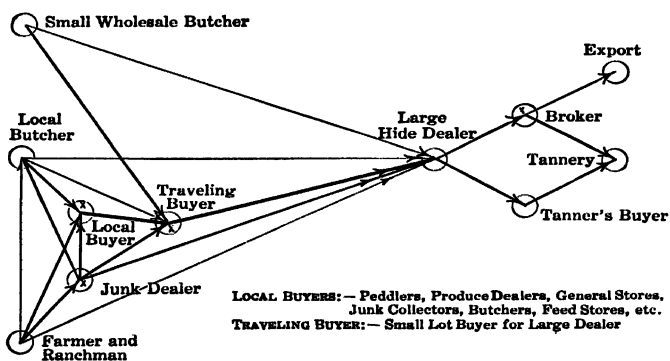 Small Wholesale Butcher
Export
Local
Butcher
Large
Hide Dealer
Broker
Tannery
Traveling
Buyer
Local
Buyer
Tanner's Buyer
Junk Dealer
LOCAL BUYERS:— Peddlers, Produce Dealers, General Stores,
Junk Collectors, Butchers, Feed Stores, etc.
TRAVELING BUYER:— Small Lot Buyer for Large Dealer
Farmer and
Ranchman